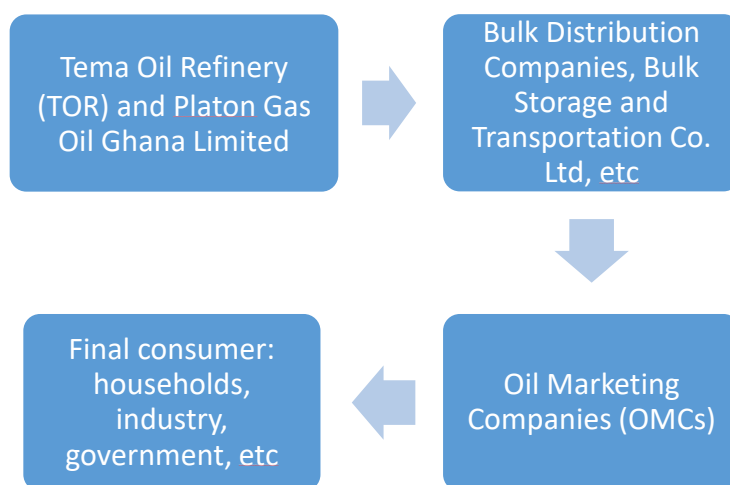 Tema Oil Refinery
(TOR) and Platon Gas
Oil Ghana Limited
Bulk Distribution
Companies, Bulk
Storage and
Transportation Co.
Ltd, etc
Oil Marketing
Companies (OMCs)
Final consumer:
households,
industry,
government, etc